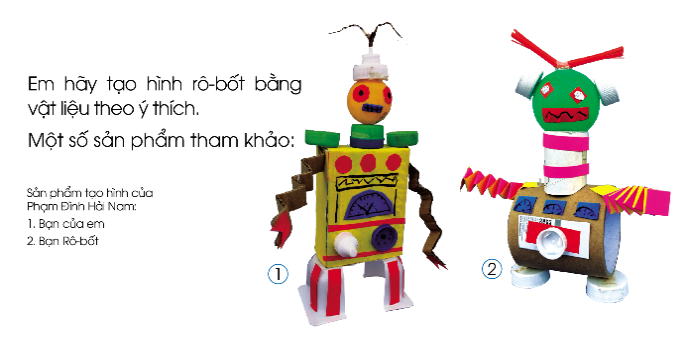 Em hãy tạo hình rô-bốt bằng
vật liệu theo ý thích.
Một số sản phẩm tham khảo:
Sản phẩm tạo hình của
Phạm Đình Hải Nam:
1. Bạn của em
2. Bạn Rô-bốt
1
2